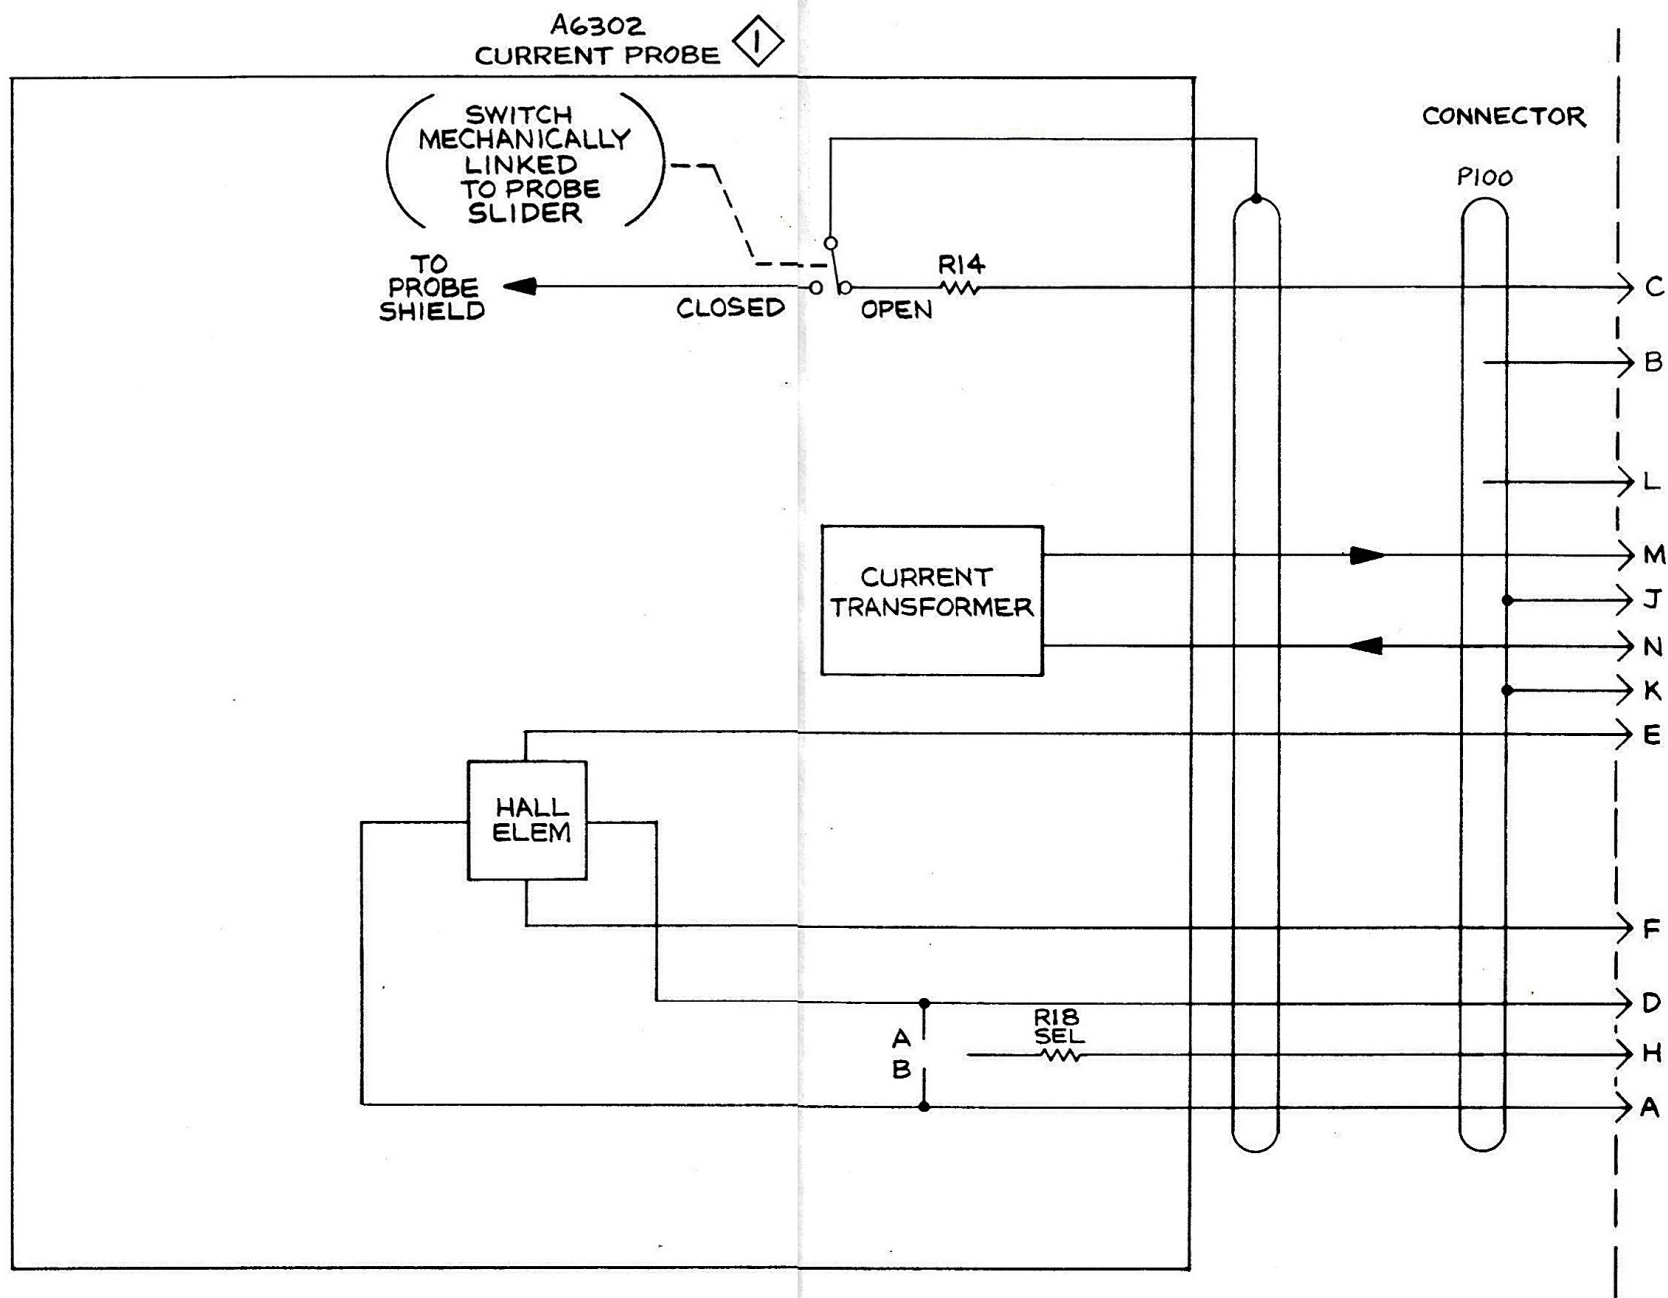 A6302
CURRENT PROBE
1
SWITCH
MECHANICALLY
LINKED
TO PROBE
SLIDER
CONNECTOR
P100
TO
PROBE
SHIELD
CLOSED
OPEN
R14
C
B
L
CURRENT
TRANSFORMER
M
J
N
K
E
HALL
ELEM
F
D
A
B
R18
SEL
H
A